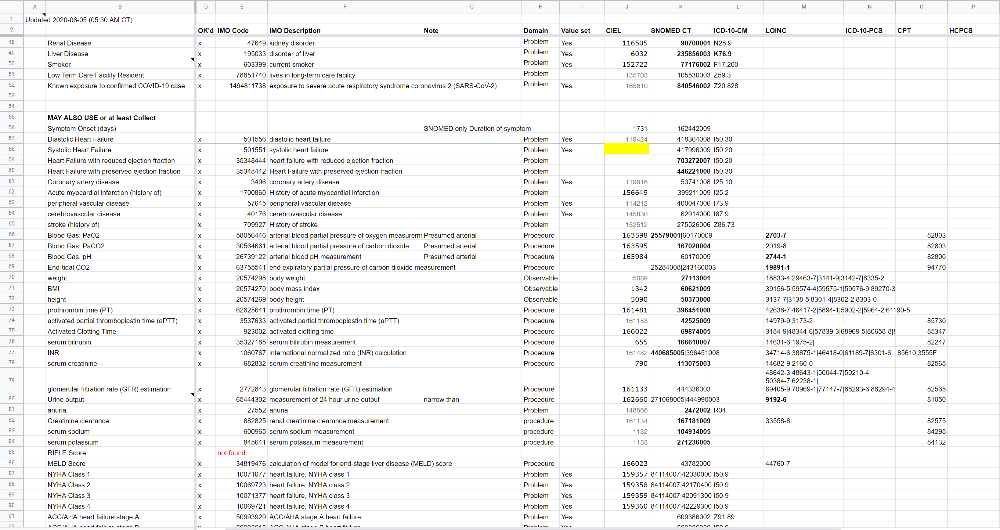 A B D E F G H I J K L M N O P
1 Updated 2020-06-05 (05:30 AM CT)
2 OK'd IMO Code IMO Description Note Domain Value set CIEL SNOMED CT ICD-10-CM LOINC ICD-10-PCS CPT HCPCS
48 Renal Disease x 47649 kidney disorder Problem Yes 116505 90708001 N28.9
49 Liver Disease x 195033 disorder of liver Problem Yes 6032 235856003 K76.9
50 Smoker x 603399 current smoker Problem Yes 152722 77176002 F17.200
51 Low Term Care Facility Resident x 78851740 lives in long-term care facility Problem 135703 105530003 Z59.3
52 Known exposure to confirmed COVID-19 case x 1494811738 exposure to severe acute respiratory syndrome coronavirus 2 (SARS-CoV-2) Problem Yes 165610 840546002 Z20.828
53
54
55 MAY ALSO USE or at least Collect
56 Symptom Onset (days) SNOMED only Duration of symptom 1731 162442009
57 Diastolic Heart Failure x 501556 diastolic heart failure Problem Yes 119424 418304008 I50.30
58 Systolic Heart Failure x 501551 systolic heart failure Problem Yes 417996009 I50.20
59 Heart Failure with reduced ejection fraction x 35348444 heart failure with reduced ejection fraction Problem 703272007 I50.20
60 Heart Failure with preserved ejection fraction x 35348442 Heart Failure with preserved ejection fraction Problem 446221000 I50.30
61 Coronary artery disease x 3496 coronary artery disease Problem Yes 119816 53741008 I25.10
62 Acute myocardial infarction (history of) x 1700860 History of acute myocardial infarction Problem 156649 399211009 I25.2
63 peripheral vascular disease x 57645 peripheral vascular disease Problem Yes 114212 400047006 I73.9
64 cerebrovascular disease x 40176 cerebrovascular disease Problem Yes 145830 62914000 I67.9
65 stroke (history of) x 709927 History of stroke Problem 152512 275526006 Z86.73
66 Blood Gas: PaO2 x 58056446 arterial blood partial pressure of oxygen measureme Presumed arterial Procedure 163598 25579001|60170009 2703-7 82803
67 Blood Gas: PaCO2 x 30564661 arterial blood partial pressure of carbon dioxide Presumed arterial Procedure 163595 167028004 2019-8 82803
68 Blood Gas: pH x 26739122 arterial blood pH measurement Presumed arterial Procedure 165984 60170009 2744-1 82800
69 End-tidal CO2 x 63755541 end expiratory partial pressure of carbon dioxide measurement Procedure 25284008|243160003 19891-1 94770
70 weight x 20574298 body weight Observable 5089 27113001 18833-4|29463-7|3141-9|3142-7|8335-2
71 BMI x 20574270 body mass index Observable 1342 60621009 39156-5|59574-4|59575-1|59576-9|89270-3
72 height x 20574269 body height Observable 5090 50373000 3137-7|3138-5|8301-4|8302-2|8303-0
73 prothrombin time (PT) x 62825641 prothrombin time (PT) Procedure 161481 396451008 42638-7|46417-2|5894-1|5902-2|5964-2|61190-5
74 activated partial thromboplastin time (aPTT) x 3537633 activated partial thromboplastin time (aPTT) Procedure 161153 42525009 14979-9|3173-2 85730
75 Activated Clotting Time x 923002 activated clotting time Procedure 166022 69874005 3184-9|48344-6|57839-3|68969-5|80658-8| 85347
76 serum bilirubin x 35327185 serum bilirubin measurement Procedure 655 166610007 14631-6|1975-2| 82247
77 INR x 1060767 international normalized ratio (INR) calculation Procedure 161482 440685005|396451008 34714-6|38875-1|46418-0|61189-7|6301-6 85610|3555F
78 serum creatinine x 682832 serum creatinine measurement Procedure 790 113075003 14682-9|2160-0 82565
48642-3|48643-1|50044-7|50210-4|
79 50384-7|62238-1|
glomerular filtration rate (GFR) estimation x 2772843 glomerular filtration rate (GFR) estimation Procedure 161133 444336003 69405-9|70969-1|77147-7|88293-6|88294-4 82565
80 Urine output x 65444302 measurement of 24 hour urine output narrow than Procedure 162660 271068005|444990003 9192-6 81050
81 anuria x 27552 anuria Problem 148566 2472002 R34
82 Creatinine clearance x 682825 renal creatinine clearance measurement procedure 161134 167181009 33558-8 82575
83 serum sodium x 600965 serum sodium measurement procedure 1132 104934005 84295
84 serum potassium x 845641 serum potassium measurement procedure 1133 271236005 84132
85 RIFLE Score not found
86 MELD Score x 34819476 calculation of model for end-stage liver disease (MELD) score Procedure 166023 43782000 44760-7
87 NYHA Class 1 x 10071077 heart failure, NYHA class 1 Problem Yes 159357 84114007|42030000 I50.9
88 NYHA Class 2 x 10069723 heart failure, NYHA class 2 Problem Yes 159358 84114007|42170400 I50.9
89 NYHA Class 3 x 10071377 heart failure, NYHA class 3 Problem Yes 159359 84114007|42091300 I50.9
90 NYHA Class 4 x 10069721 heart failure, NYHA class 4 Problem Yes 159360 84114007|42229300 I50.9
91 ACC/AHA heart failure stage A x 50993929 ACC/AHA stage A heart failure Problem Yes 609386002 Z91.89
92 ACC/AHA heart failure stage B x ACC/AHA stage B heart failure Problem Yes I50.9